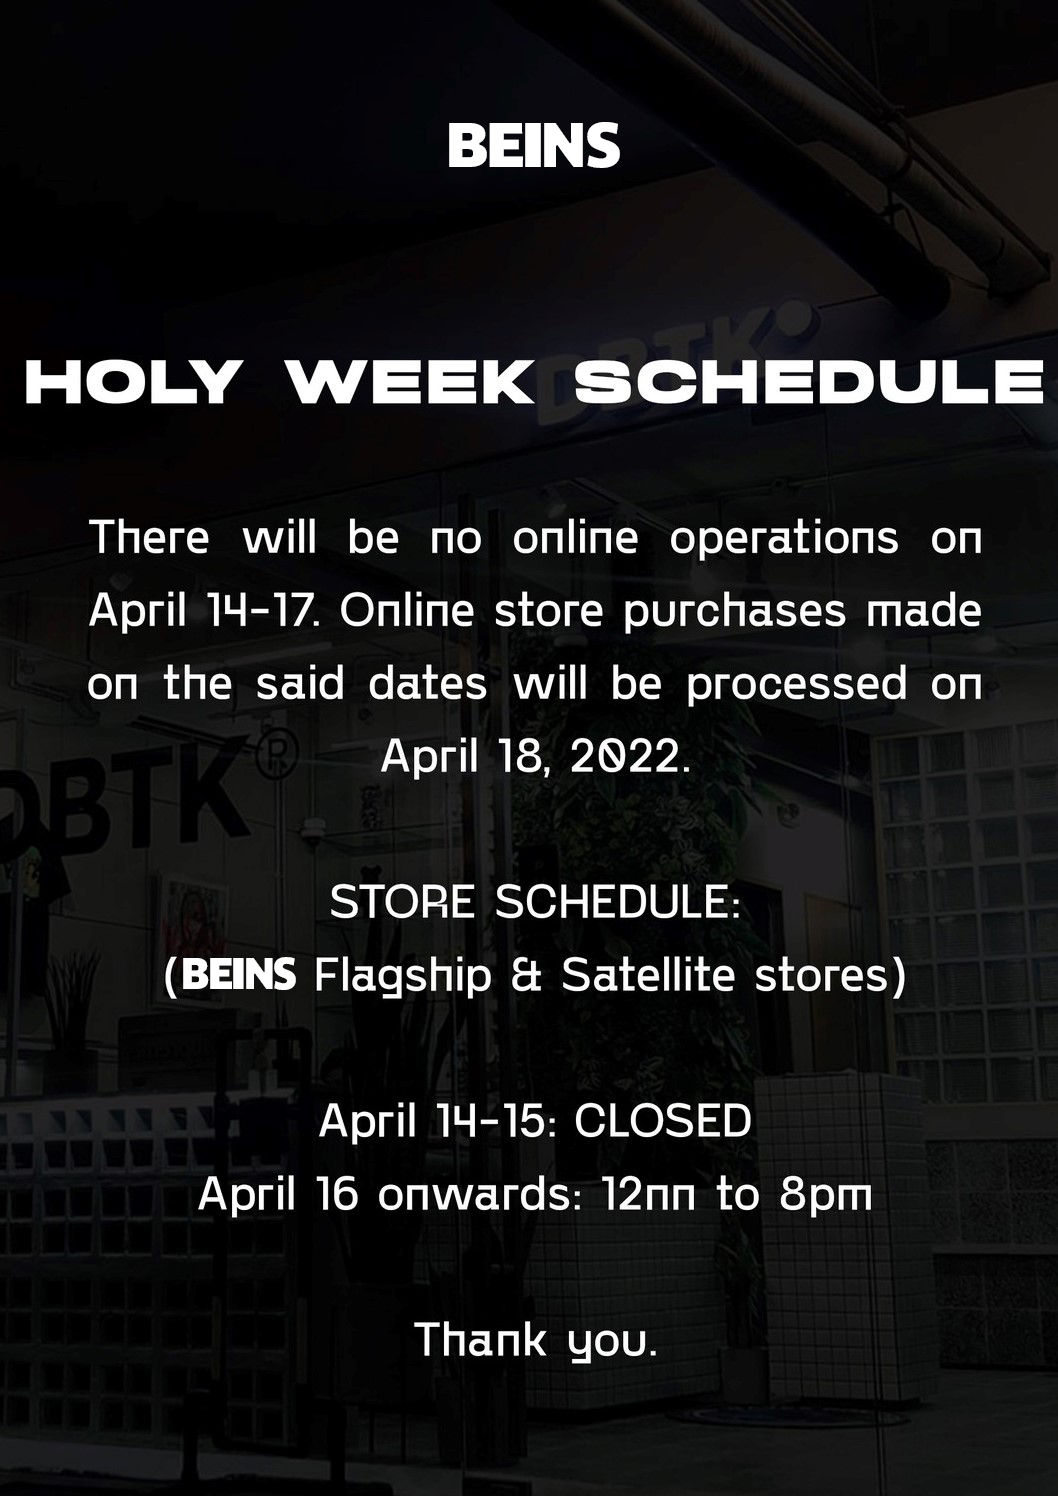 BEINS
DBTK
HOLY WEEK SCHEDULE
There will be no online operations on
April 14-17. Online store purchases made
on the said dates will be processed on
April 18, 2022.
DBTK®
STORE SCHEDULE:
(BEINS Flagship & Satellite stores)
April 14-15: CLOSED
April 16 onwards: 12nn to 8pm
Thank you.